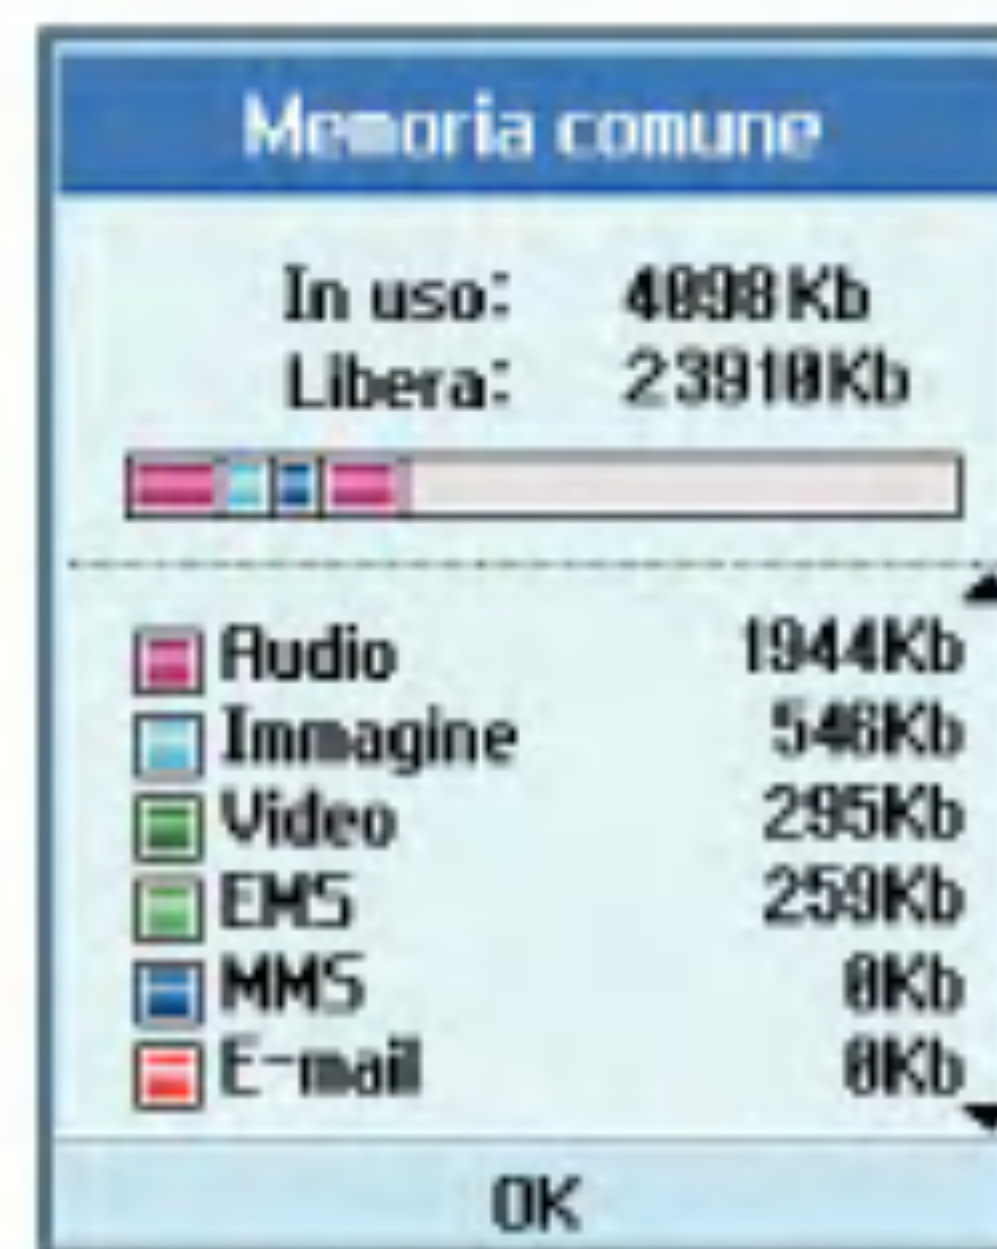 Memoria comune
In uso: 4098Kb
Libera: 23910Kb
Audio 1944Kb
Immagine 546Kb
Video 295Kb
EMS 259Kb
MMS 0Kb
E-mail 0Kb
OK